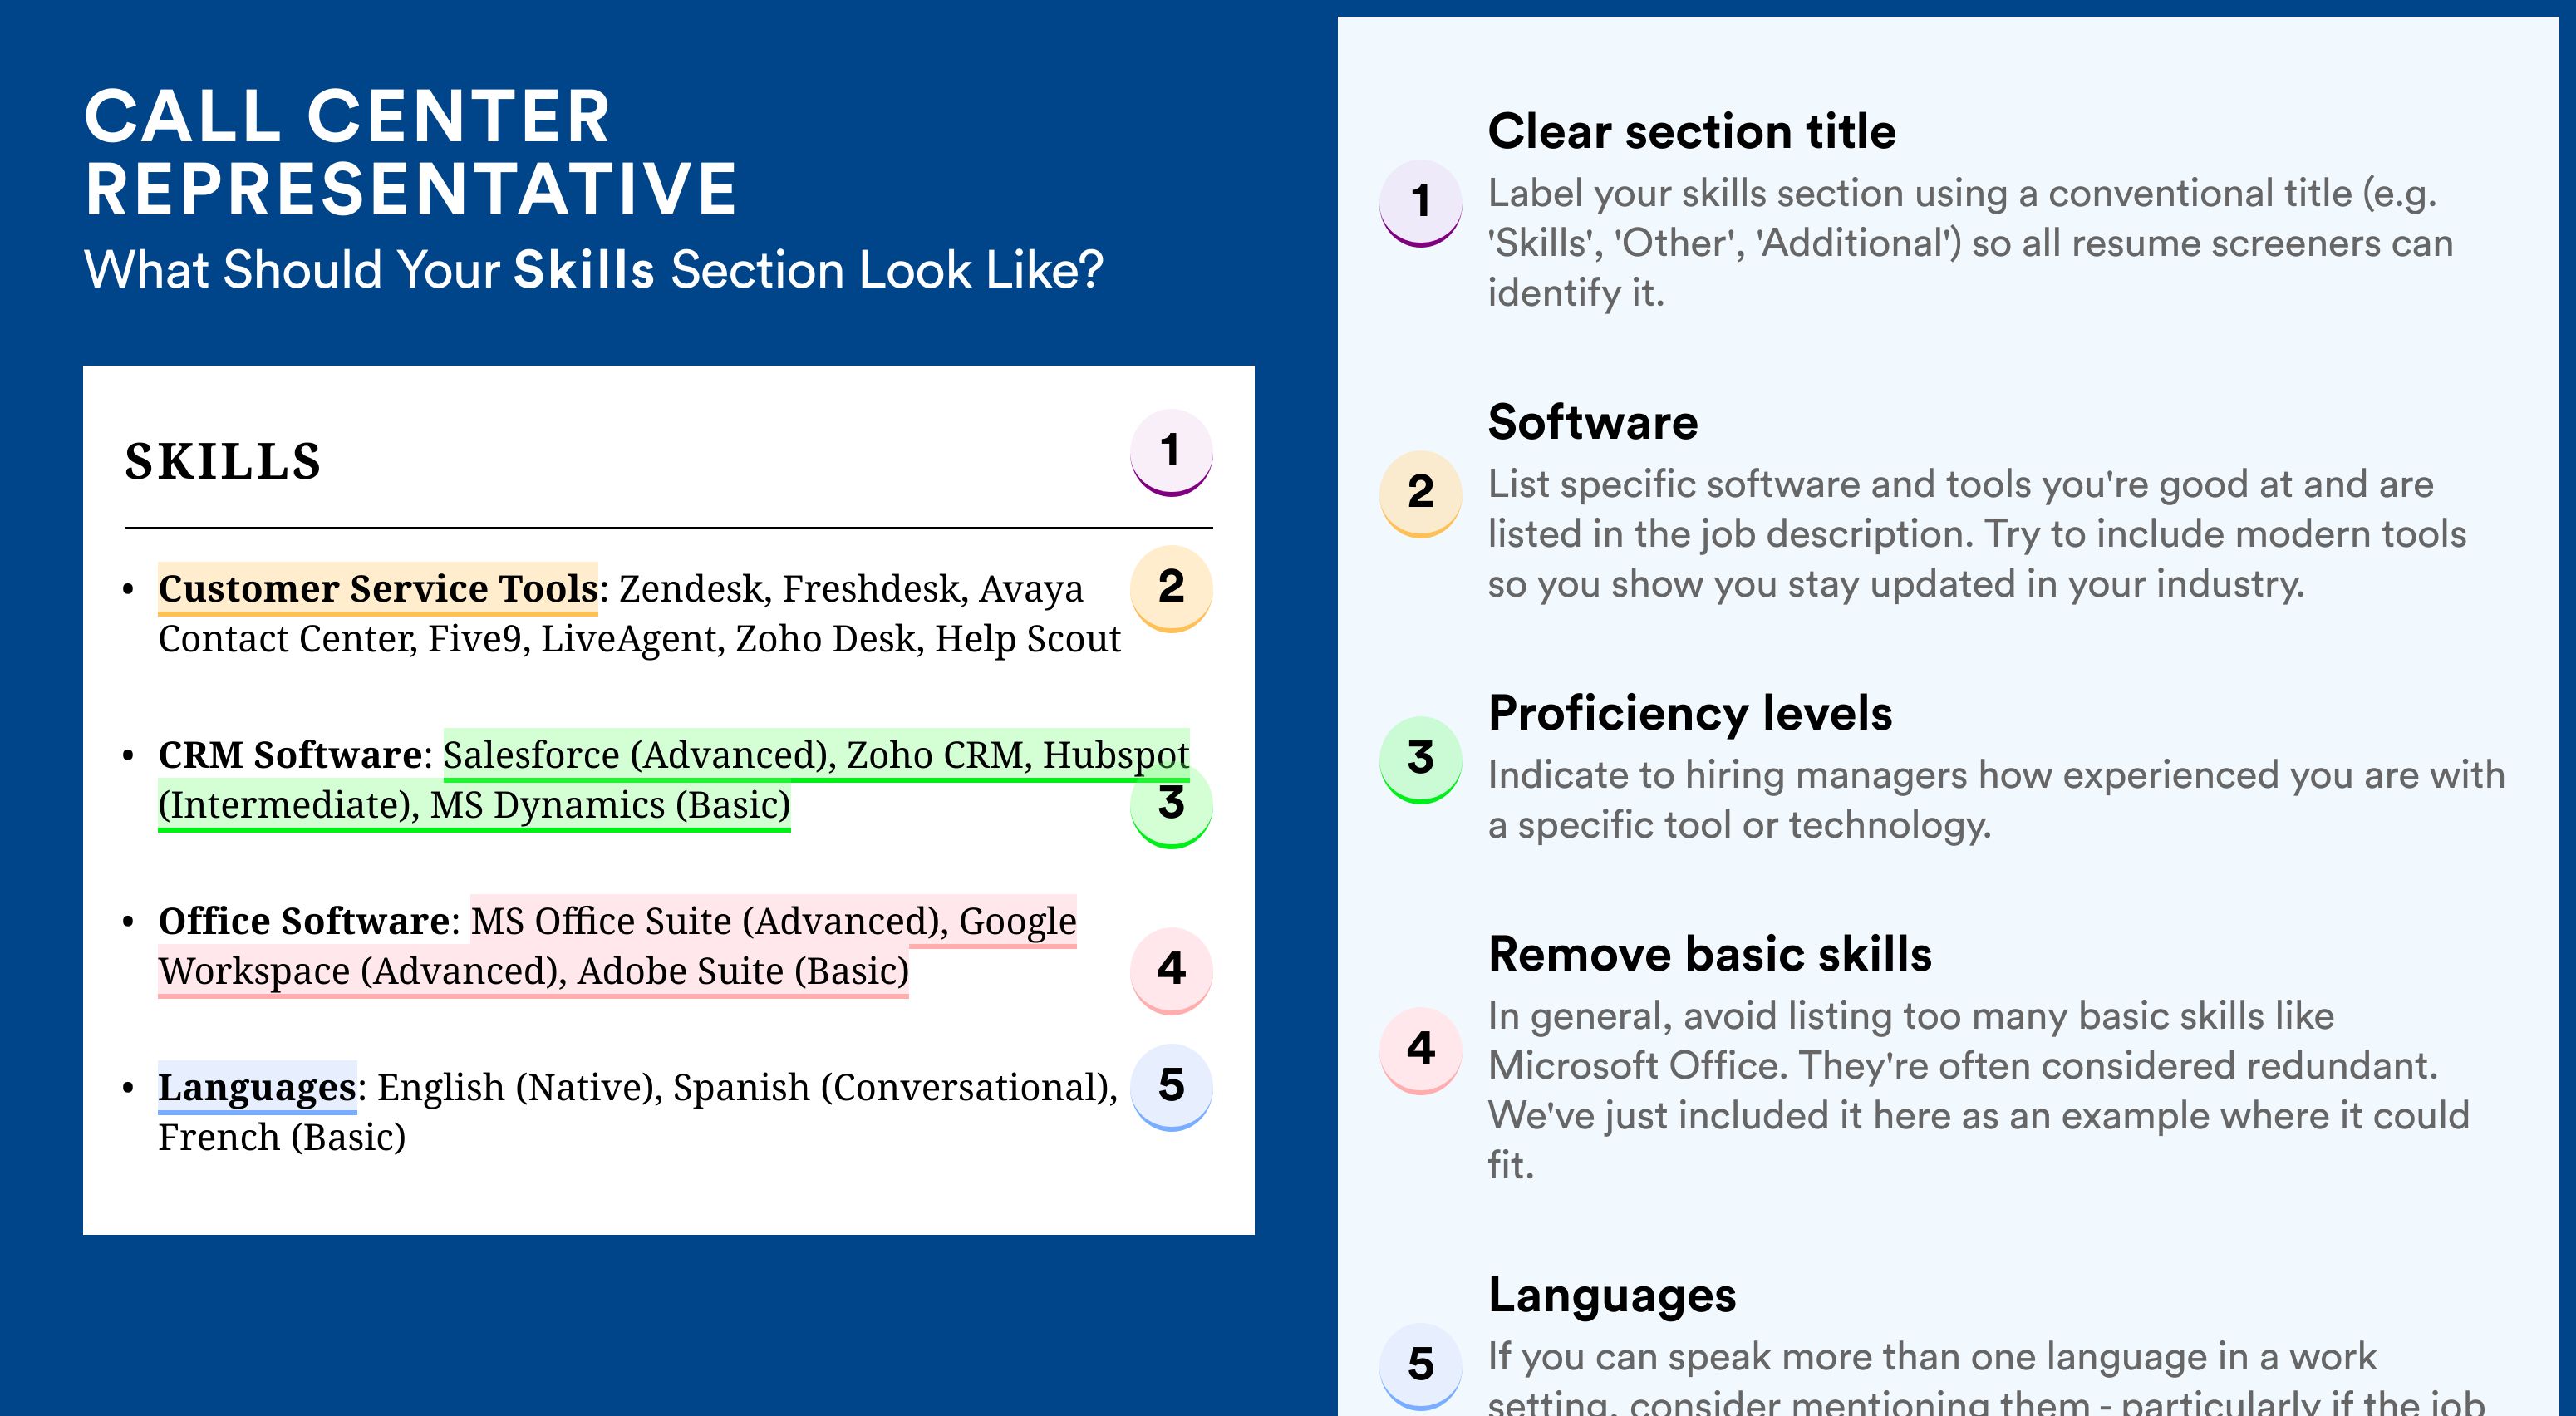 CALL CENTER
REPRESENTATIVE
What Should Your Skills Section Look Like?
SKILLS
1
• Customer Service Tools: Zendesk, Freshdesk, Avaya
Contact Center, Five9, LiveAgent, Zoho Desk, Help Scout
2
• CRM Software: Salesforce (Advanced), Zoho CRM, Hubspot
(Intermediate), MS Dynamics (Basic)
3
• Office Software: MS Office Suite (Advanced), Google
Workspace (Advanced), Adobe Suite (Basic)
4
• Languages: English (Native), Spanish (Conversational),
French (Basic)
5
Clear section title
1
Label your skills section using a conventional title (e.g.
'Skills', 'Other', 'Additional') so all resume screeners can
identify it.
Software
2
List specific software and tools you're good at and are
listed in the job description. Try to include modern tools
so you show you stay updated in your industry.
Proficiency levels
3
Indicate to hiring managers how experienced you are with
a specific tool or technology.
Remove basic skills
4
In general, avoid listing too many basic skills like
Microsoft Office. They're often considered redundant.
We've just included it here as an example where it could
fit.
Languages
5
If you can speak more than one language in a work
setting, consider mentioning them - particularly if the job